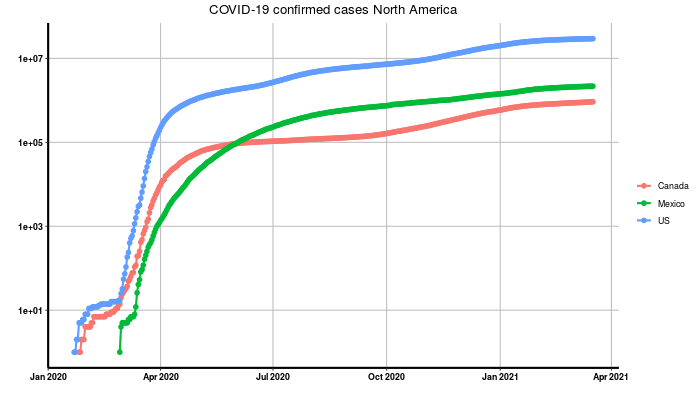 COVID-19 confirmed cases North America
1e+07
1e+05
1e+03
1e+01
Jan 2020 Apr 2020 Jul 2020 Oct 2020 Jan 2021 Apr 2021
Canada
Mexico
US